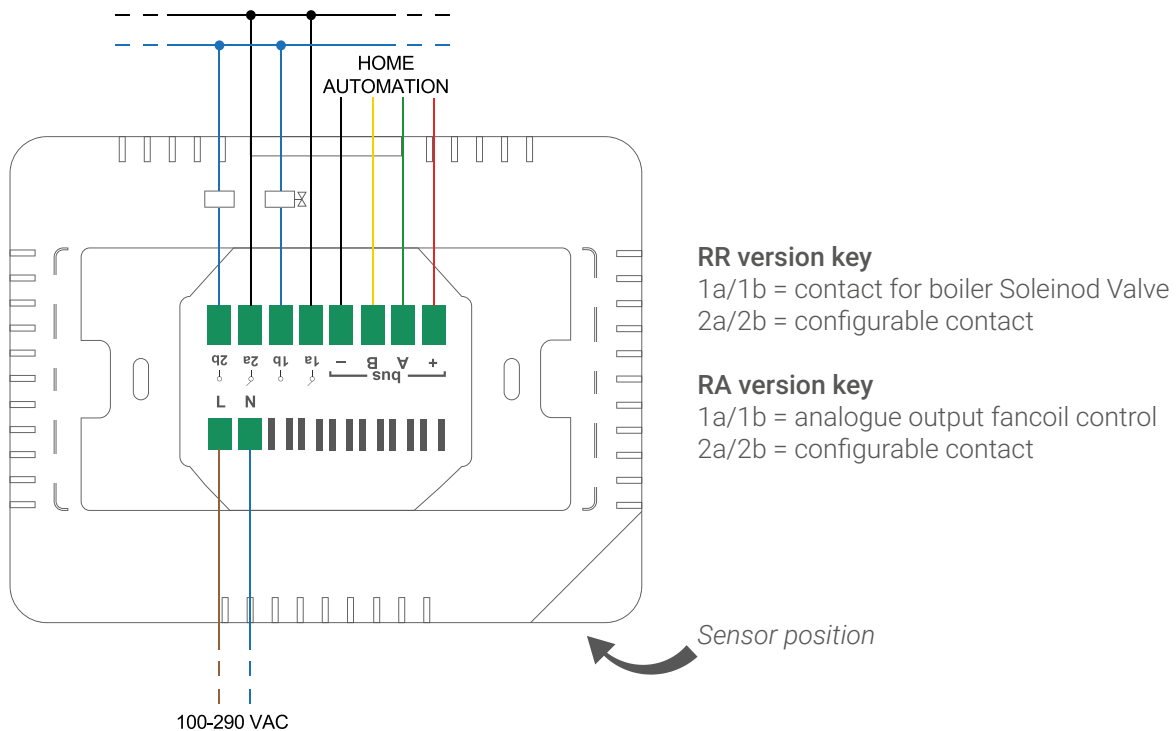 HOME
AUTOMATION
RR version key
1a/1b = contact for boiler Soleinod Valve
2a/2b = configurable contact
RA version key
1a/1b = analogue output fancoil control
2a/2b = configurable contact
2b 2a 1b 1a – B A +
bus
L N
Sensor position
100-290 VAC